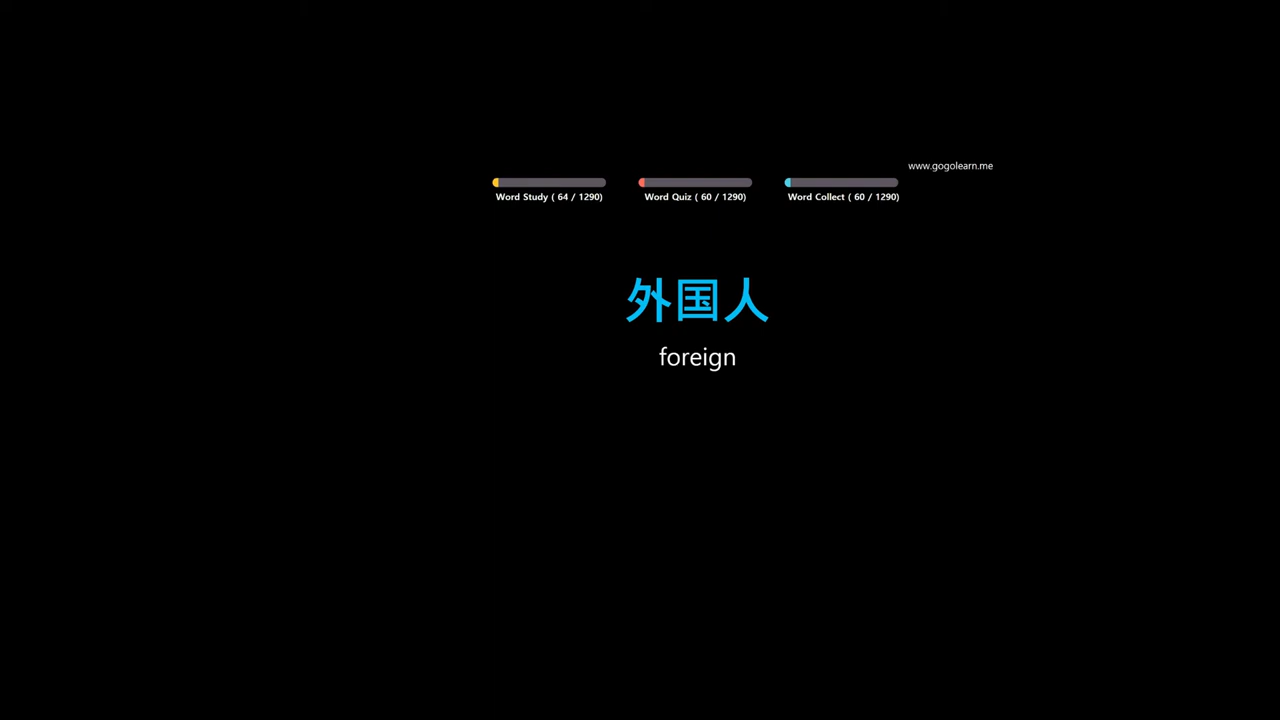 www.gogolearn.me
Word Study ( 64 / 1290)
Word Quiz ( 60 / 1290)
Word Collect ( 60 / 1290)
外国人
foreign